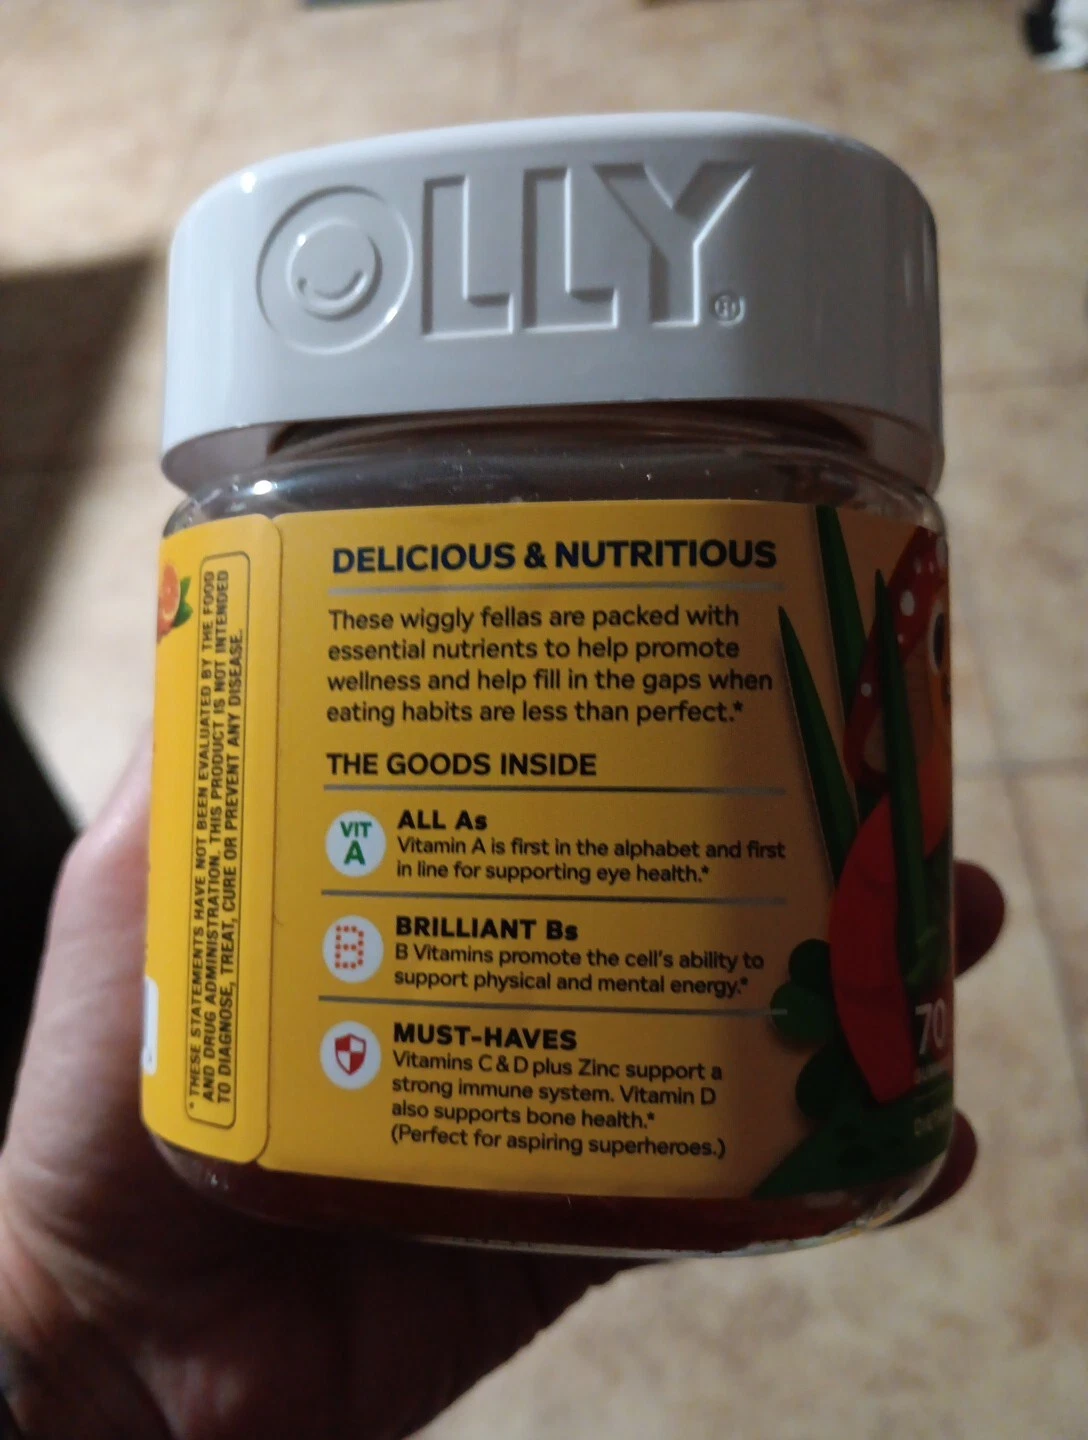 OLLY®
DELICIOUS & NUTRITIOUS
These wiggly fellas are packed with
essential nutrients to help promote
wellness and help fill in the gaps when
eating habits are less than perfect.*
THE GOODS INSIDE
VIT
A
ALL As
Vitamin A is first in the alphabet and first
in line for supporting eye health.*
B
BRILLIANT Bs
B Vitamins promote the cell's ability to
support physical and mental energy.*
MUST-HAVES
Vitamins C & D plus Zinc support a
strong immune system. Vitamin D
also supports bone health.*
(Perfect for aspiring superheroes.)
* THESE STATEMENTS HAVE NOT BEEN EVALUATED BY THE FOOD
AND DRUG ADMINISTRATION. THIS PRODUCT IS NOT INTENDED
TO DIAGNOSE, TREAT, CURE OR PREVENT ANY DISEASE.
70